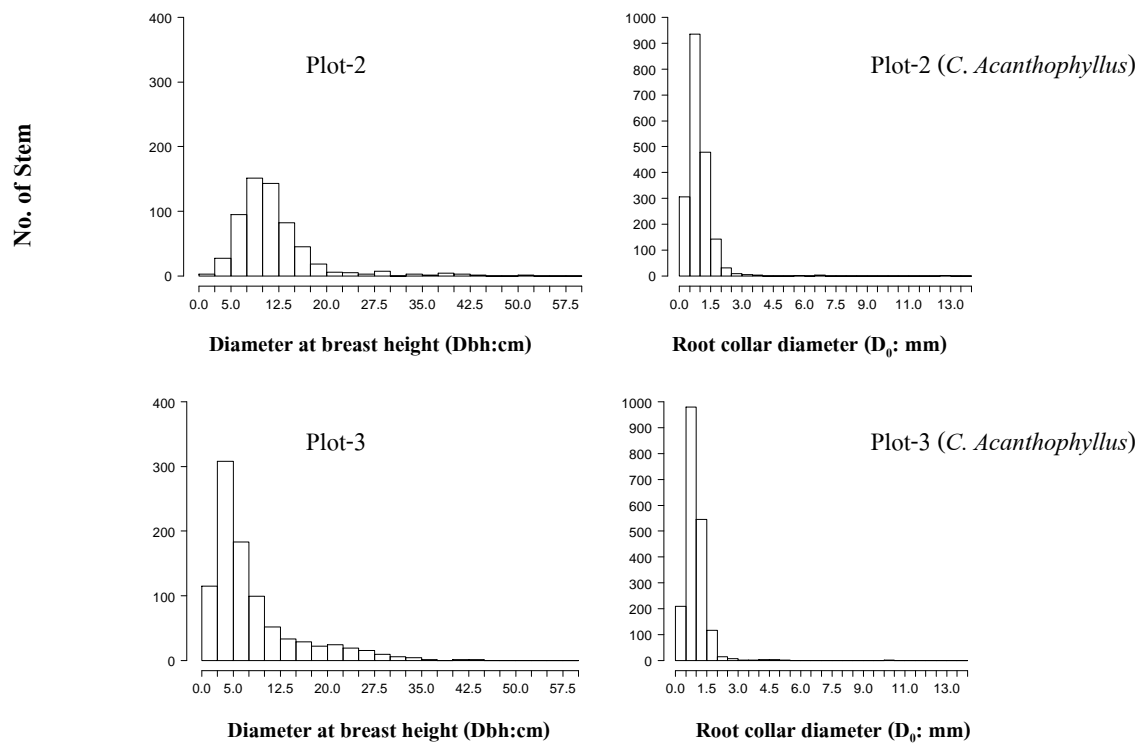 No. of Stem
400
300
200
100
0
Plot-2
0.0 5.0 12.5 20.0 27.5 35.0 42.5 50.0 57.5
Diameter at breast height (Dbh:cm)
1000
900
800
700
600
500
400
300
200
100
0
Plot-2 (C. Acanthophyllus)
0.0 1.5 3.0 4.5 6.0 7.5 9.0 11.0 13.0
Root collar diameter (D₀: mm)
400
300
200
100
0
Plot-3
0.0 5.0 12.5 20.0 27.5 35.0 42.5 50.0 57.5
Diameter at breast height (Dbh:cm)
1000
900
800
700
600
500
400
300
200
100
0
Plot-3 (C. Acanthophyllus)
0.0 1.5 3.0 4.5 6.0 7.5 9.0 11.0 13.0
Root collar diameter (D₀: mm)